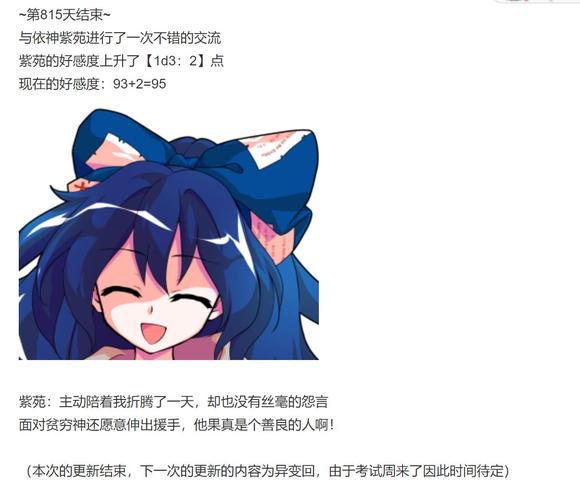 ~第815天结束~
与依神紫苑进行了一次不错的交流
紫苑的好感度上升了【1d3：2】点
现在的好感度：93+2=95
紫苑：主动陪着我折腾了一天，却也没有丝毫的怨言
面对贫穷神还愿意伸出援手，他果真是个善良的人啊！
（本次的更新结束，下一次的更新的内容为异变回，由于考试周来了因此时间待定）